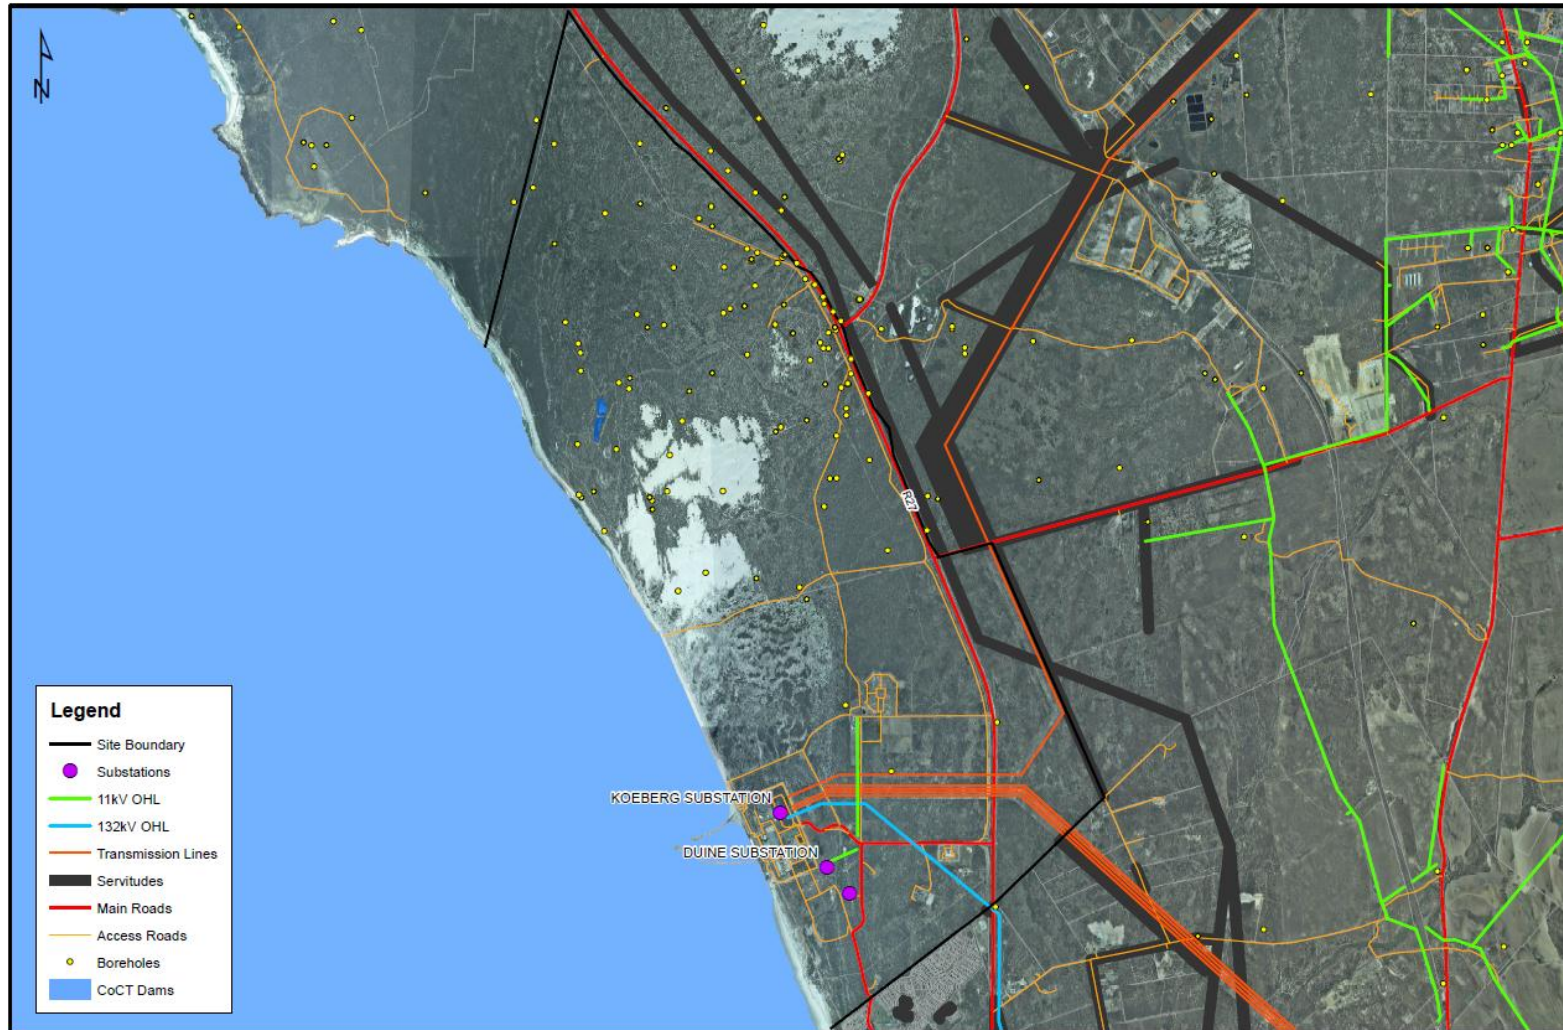 N
R27
KOEBERG SUBSTATION
DUINE SUBSTATION
Legend
Site Boundary
Substations
11kV OHL
132kV OHL
Transmission Lines
Servitudes
Main Roads
Access Roads
Boreholes
CoCT Dams